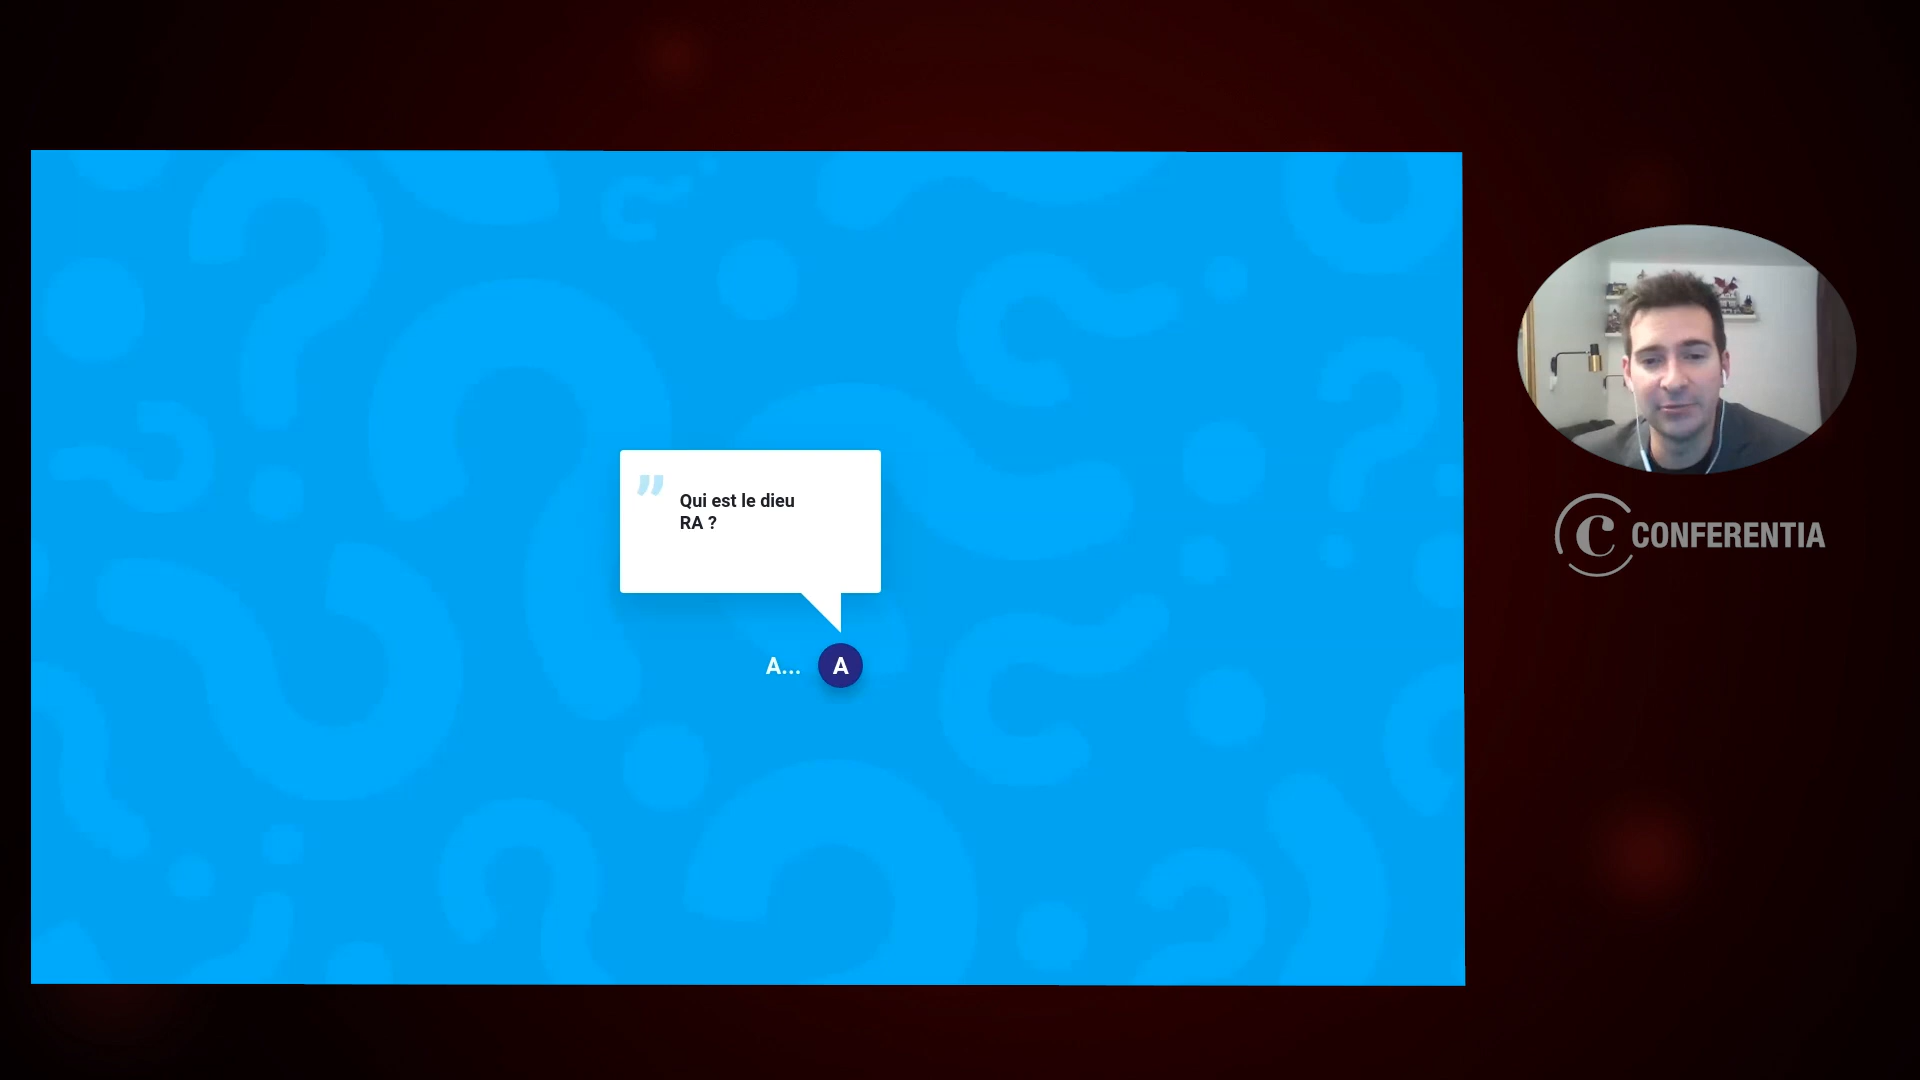 Qui est le dieu
RA ?
A...
A
C CONFERENTIA